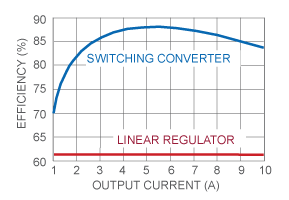 EFFICIENCY (%)
90
85
80
75
70
65
60
SWITCHING CONVERTER
LINEAR REGULATOR
1 2 3 4 5 6 7 8 9 10
OUTPUT CURRENT (A)